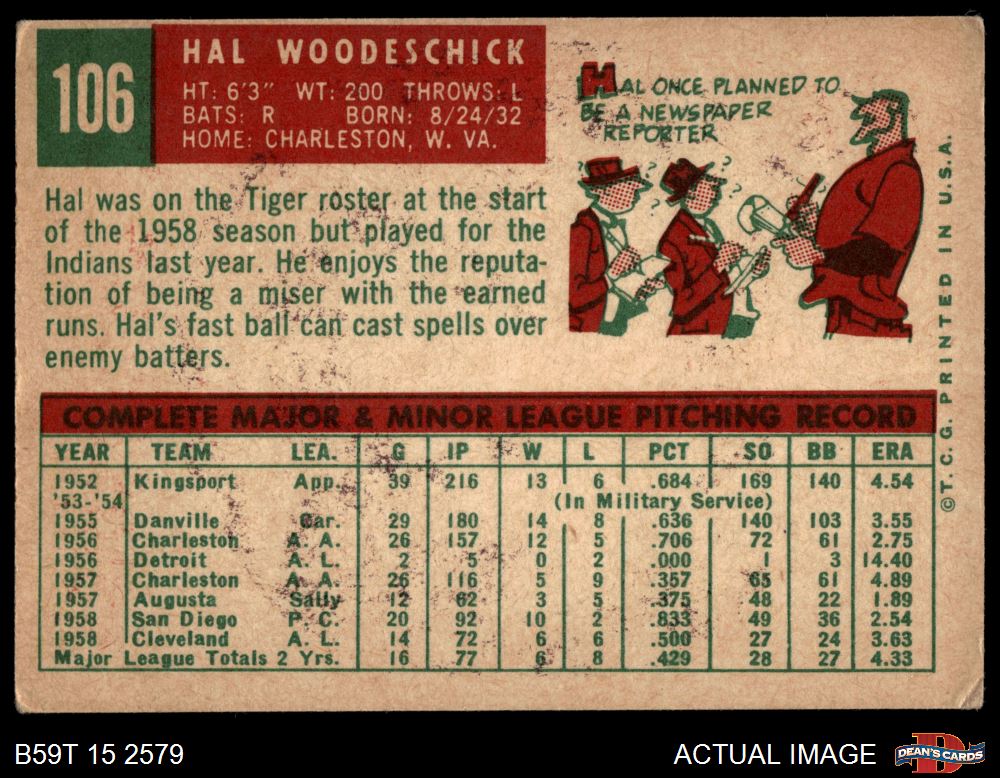 106
HAL WOODESCHICK
HT: 6'3" WT: 200 THROWS: L
BATS: R BORN: 8/24/32
HOME: CHARLESTON, W. VA.
HAL ONCE PLANNED TO
BE A NEWSPAPER
REPORTER
? ? ? ? ? ?
Hal was on the Tiger roster at the start
of the 1958 season but played for the
Indians last year. He enjoys the reputa-
tion of being a miser with the earned
runs. Hal's fast ball can cast spells over
enemy batters.
©T.C.G. PRINTED IN U.S.A.
COMPLETE MAJOR & MINOR LEAGUE PITCHING RECORD
YEAR TEAM LEA. G IP W L PCT SO BB ERA
1952 Kingsport App. 39 216 13 6 .684 169 140 4.54
'53-'54 (In Military Service)
1955 Danville Car. 29 180 14 8 .636 140 103 3.55
1956 Charleston A. A. 26 157 12 5 .706 72 61 2.75
1956 Detroit A. L. 2 5 0 2 .000 1 3 14.40
1957 Charleston A. A. 26 116 5 9 .357 65 61 4.89
1957 Augusta Sally 12 62 3 5 .375 48 22 1.89
1958 San Diego P. C. 20 92 10 2 .833 49 36 2.54
1958 Cleveland A. L. 14 72 6 6 .500 27 24 3.63
Major League Totals 2 Yrs. 16 77 6 8 .429 28 27 4.33
B59T 15 2579
ACTUAL IMAGE
DEAN'S CARDS